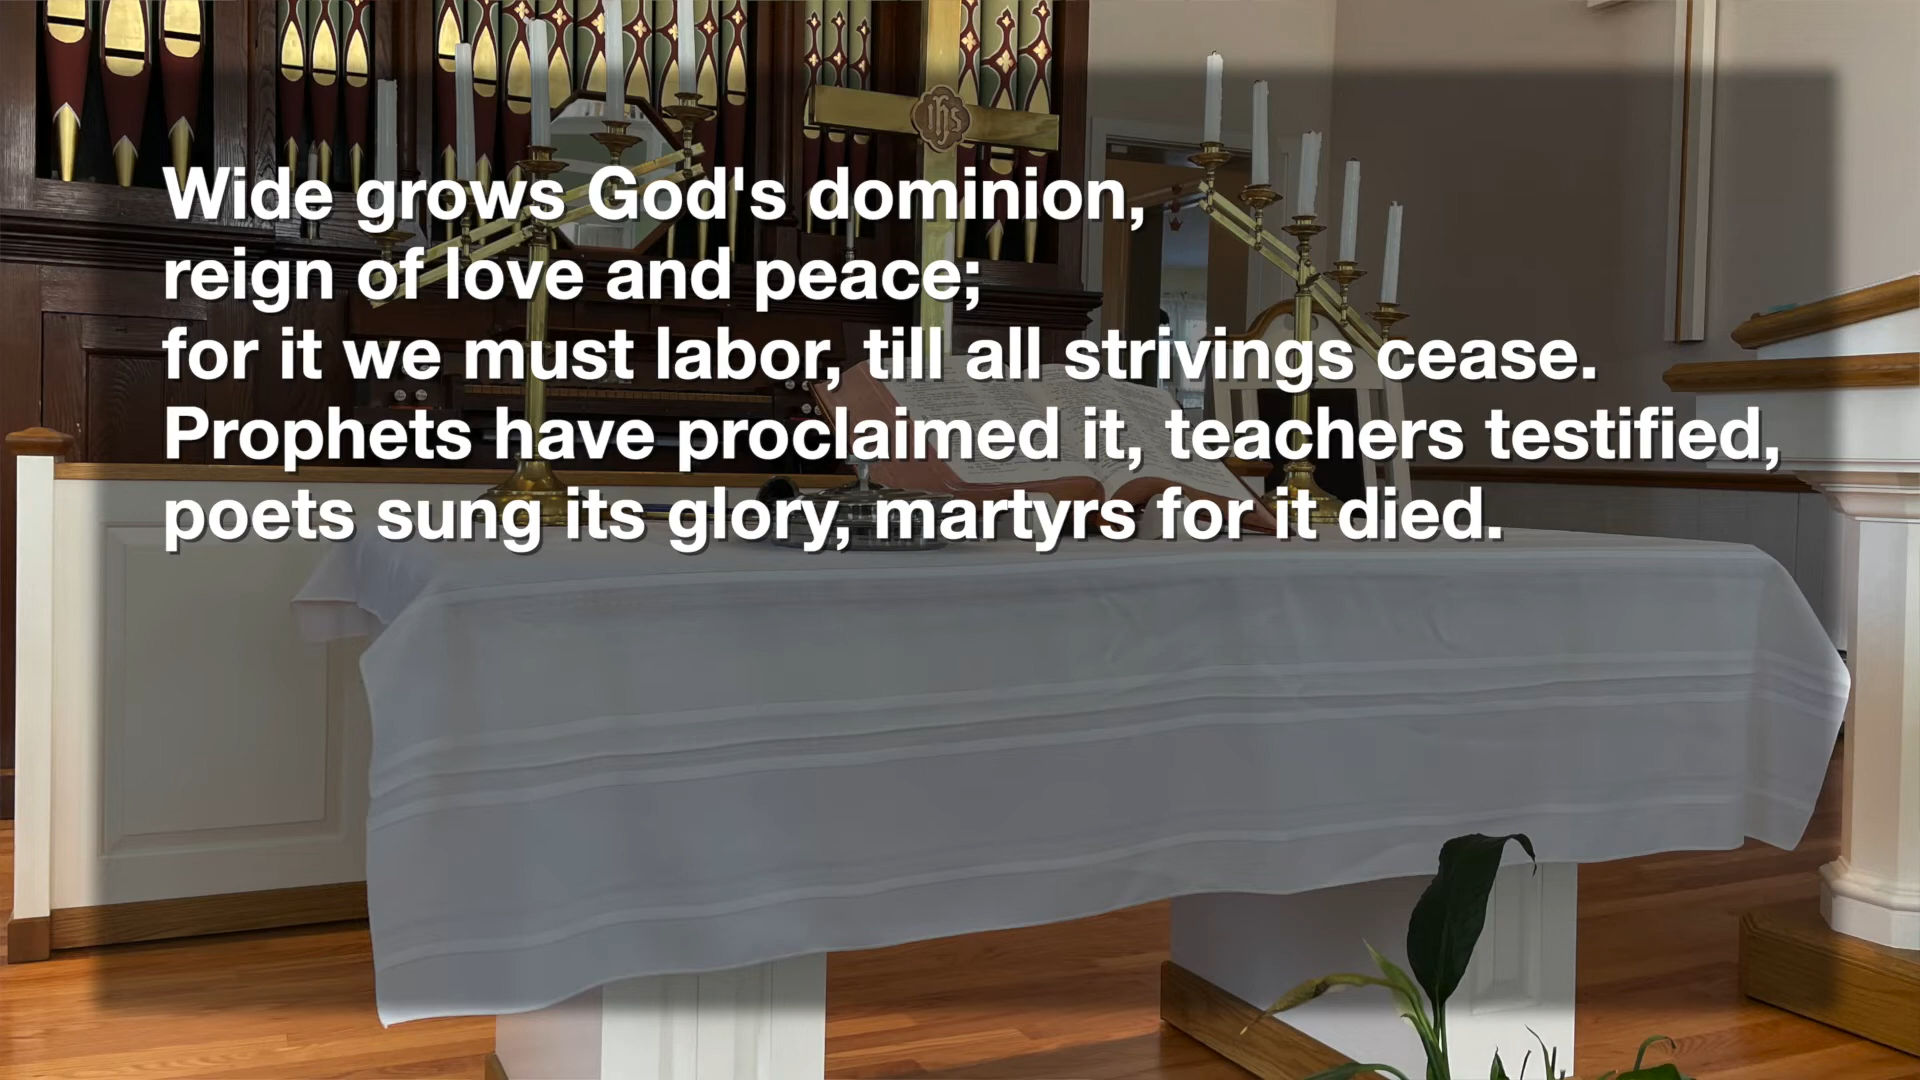 IHS
Wide grows God's dominion,
reign of love and peace;
for it we must labor, till all strivings cease.
Prophets have proclaimed it, teachers testified,
poets sung its glory, martyrs for it died.